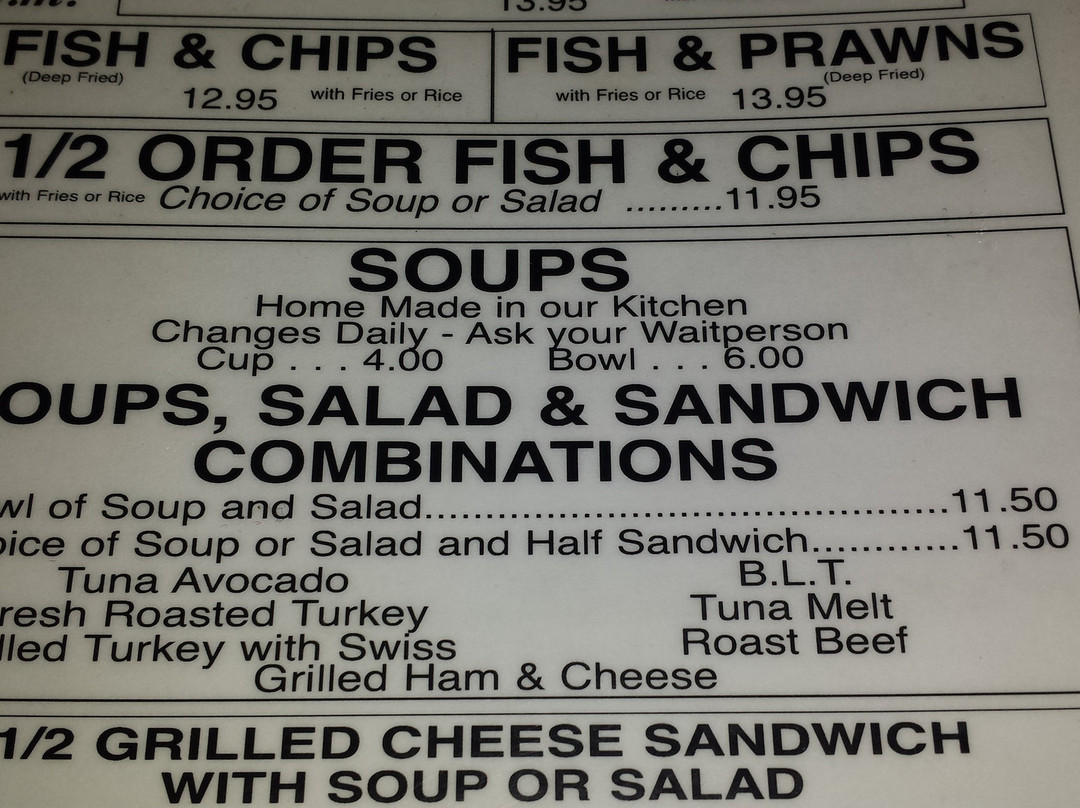 13.95
FISH & CHIPS
(Deep Fried)
12.95 with Fries or Rice
FISH & PRAWNS
(Deep Fried)
with Fries or Rice 13.95
1/2 ORDER FISH & CHIPS
with Fries or Rice Choice of Soup or Salad .........11.95
SOUPS
Home Made in our Kitchen
Changes Daily - Ask your Waitperson
Cup . . . 4.00 Bowl . . . 6.00
OUPS, SALAD & SANDWICH
COMBINATIONS
wl of Soup and Salad.............................................11.50
oice of Soup or Salad and Half Sandwich............11.50
Tuna Avocado B.L.T.
resh Roasted Turkey Tuna Melt
lled Turkey with Swiss Roast Beef
Grilled Ham & Cheese
1/2 GRILLED CHEESE SANDWICH
WITH SOUP OR SALAD